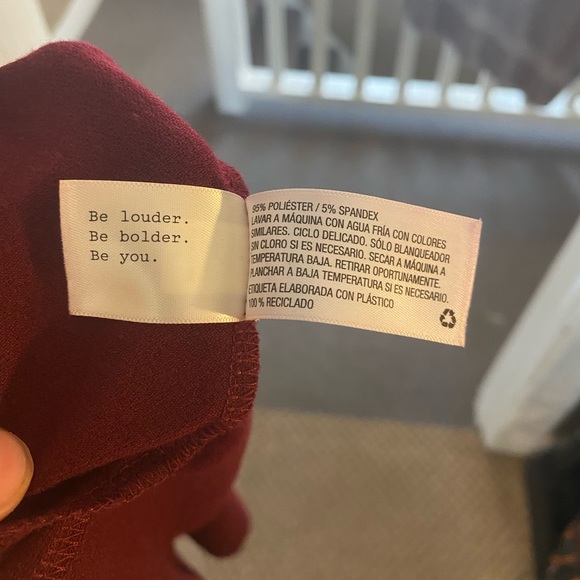 Be louder.
Be bolder.
Be you.
95% POLIÉSTER / 5% SPANDEX
LAVAR A MÁQUINA CON AGUA FRÍA CON COLORES
SIMILARES. CICLO DELICADO. SÓLO BLANQUEADOR
SIN CLORO SI ES NECESARIO. SECAR A MÁQUINA A
TEMPERATURA BAJA. RETIRAR OPORTUNAMENTE.
PLANCHAR A BAJA TEMPERATURA SI ES NECESARIO.
ETIQUETA ELABORADA CON PLÁSTICO
100 % RECICLADO